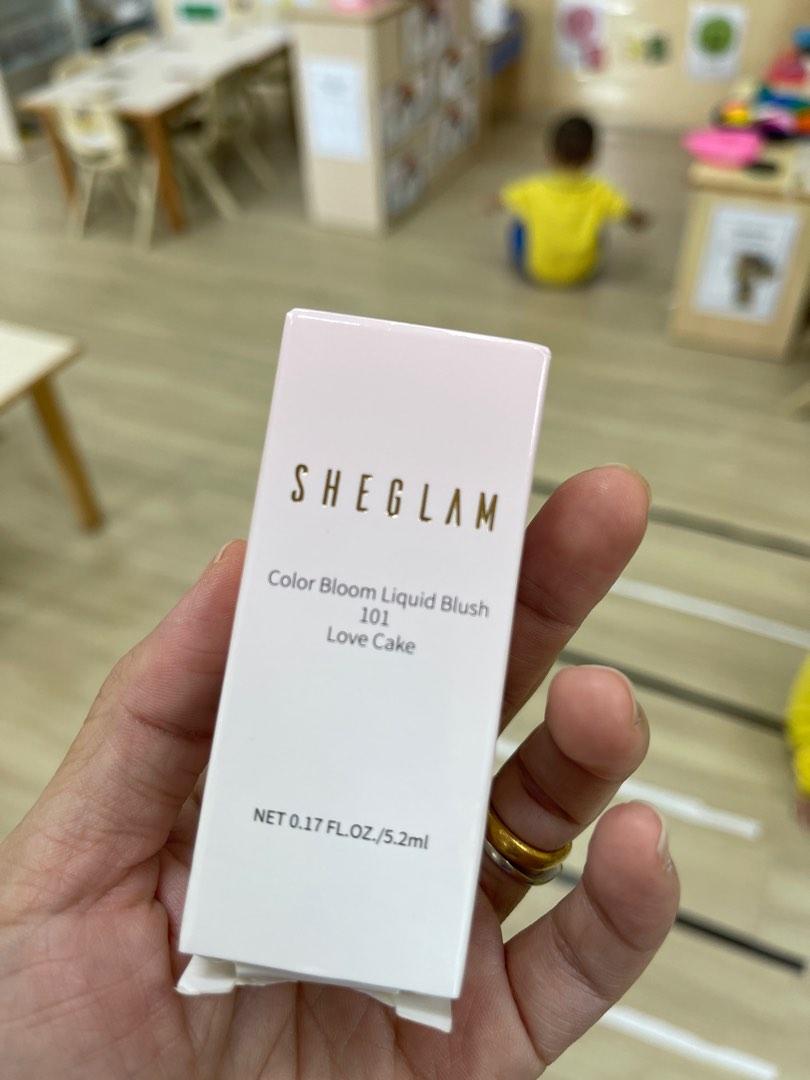 SHEGLAM
Color Bloom Liquid Blush
101
Love Cake
NET 0.17 FL.OZ./5.2ml